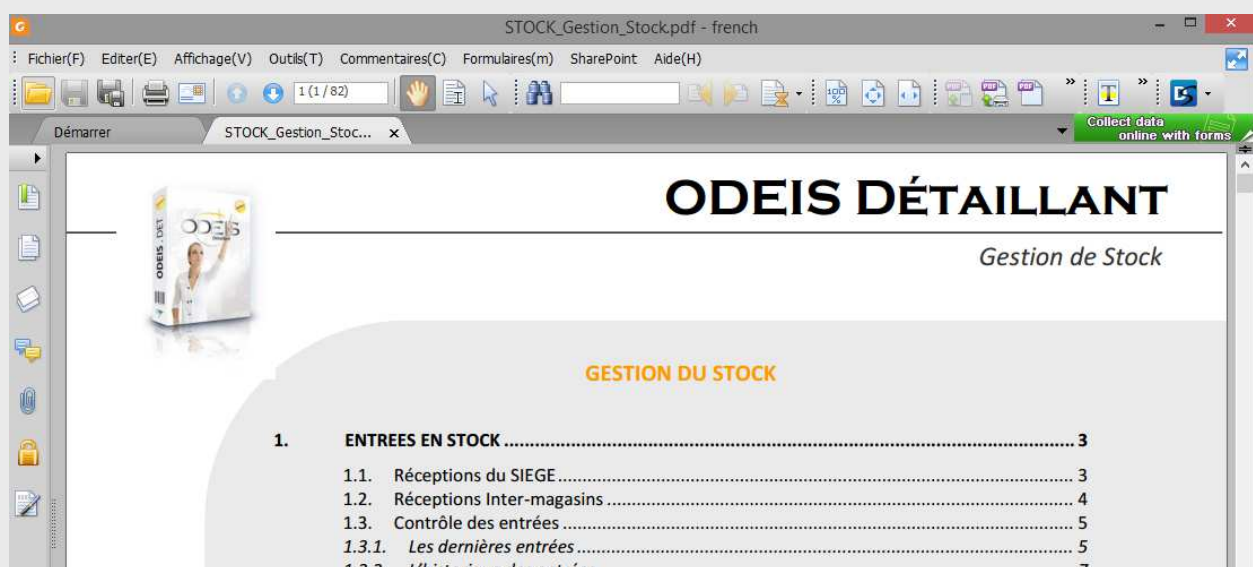 STOCK_Gestion_Stock.pdf - french
Fichier(F) Editer(E) Affichage(V) Outils(T) Commentaires(C) Formulaires(m) SharePoint Aide(H)
1 (1 / 82)
Démarrer STOCK_Gestion_Stoc... x
Collect data
online with forms
ODEIS DÉTAILLANT
ODEIS
ODEIS . DET
Gestion de Stock
GESTION DU STOCK
1. ENTREES EN STOCK 3
1.1. Réceptions du SIEGE 3
1.2. Réceptions Inter-magasins 4
1.3. Contrôle des entrées 5
1.3.1. Les dernières entrées 5